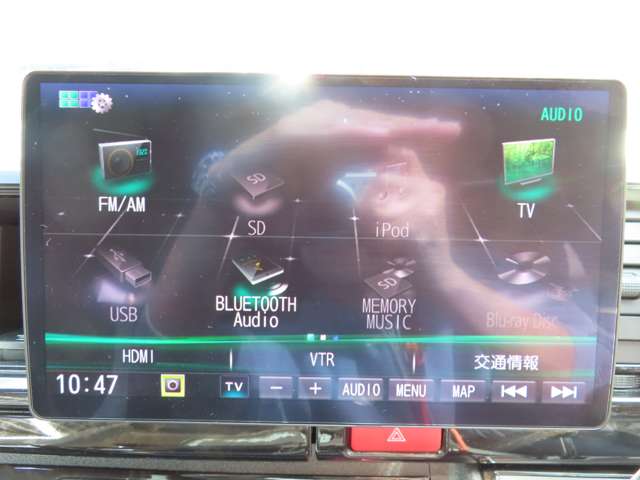 AUDIO
FM/AM
SD
iPod
TV
USB
BLUETOOTH
Audio
MEMORY
MUSIC
Blu-ray Disc
HDMI
VTR
交通情報
10:47
TV
AUDIO
MENU
MAP